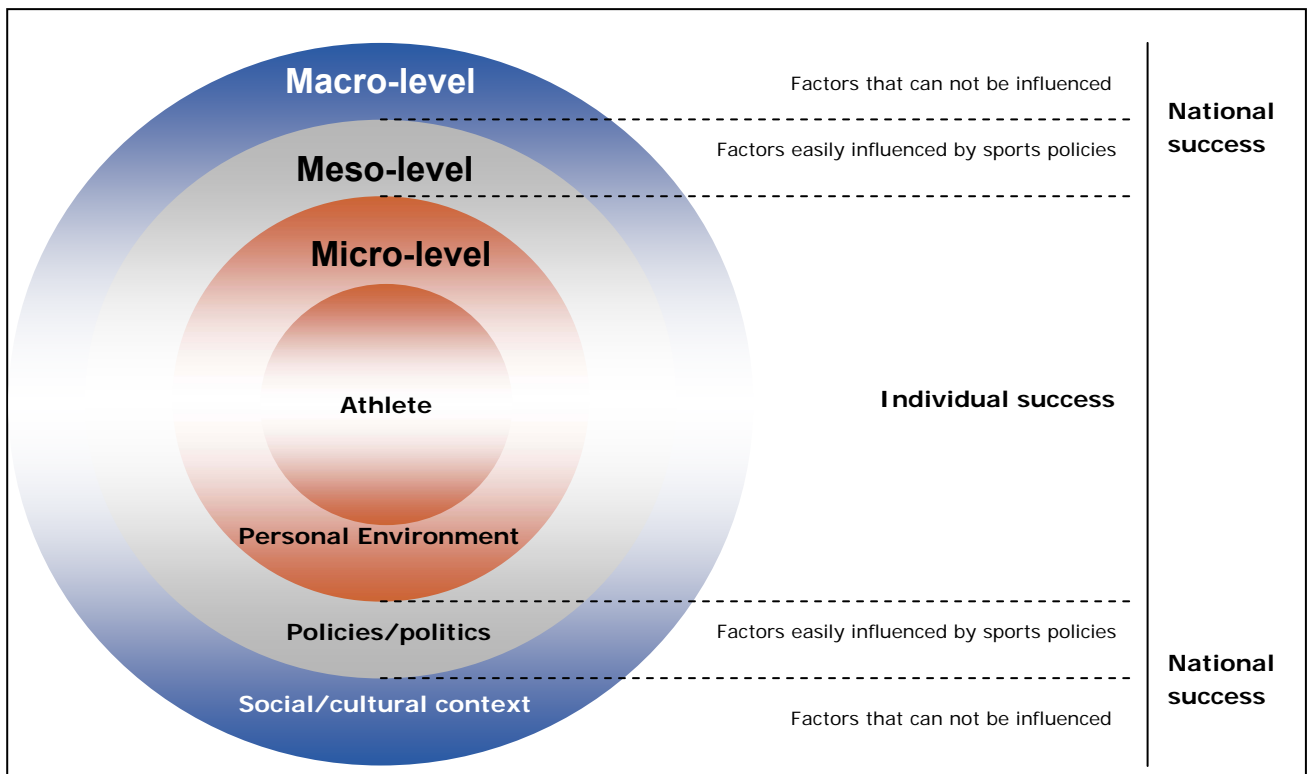 Macro-level
Factors that can not be influenced
National
success
Meso-level
Factors easily influenced by sports policies
Micro-level
Athlete
Individual success
Personal Environment
Policies/politics
Factors easily influenced by sports policies
National
success
Social/cultural context
Factors that can not be influenced